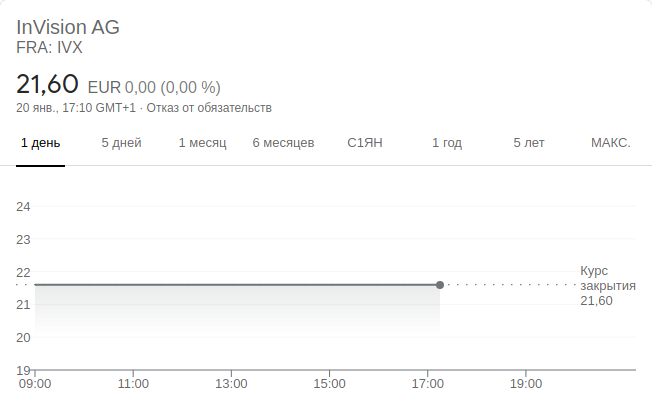 InVision AG
FRA: IVX
21,60 EUR 0,00 (0,00 %)
20 янв., 17:10 GMT+1 · Отказ от обязательств
1 день 5 дней 1 месяц 6 месяцев С1ЯН 1 год 5 лет МАКС.
24
23
22
21
20
19
Курс
закрытия
21,60
09:00 11:00 13:00 15:00 17:00 19:00